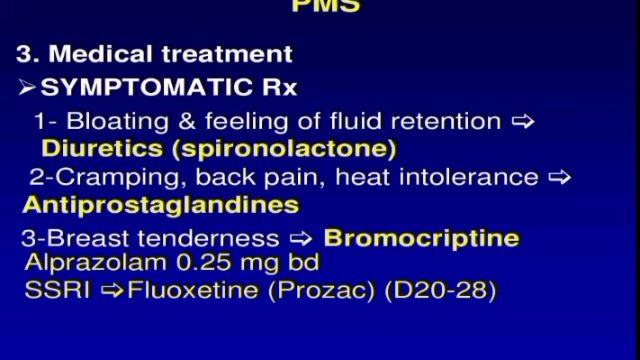 PMS
3. Medical treatment
➢SYMPTOMATIC Rx
1- Bloating & feeling of fluid retention ⇨
Diuretics (spironolactone)
2-Cramping, back pain, heat intolerance ⇨
Antiprostaglandines
3-Breast tenderness ⇨ Bromocriptine
Alprazolam 0.25 mg bd
SSRI ⇨Fluoxetine (Prozac) (D20-28)